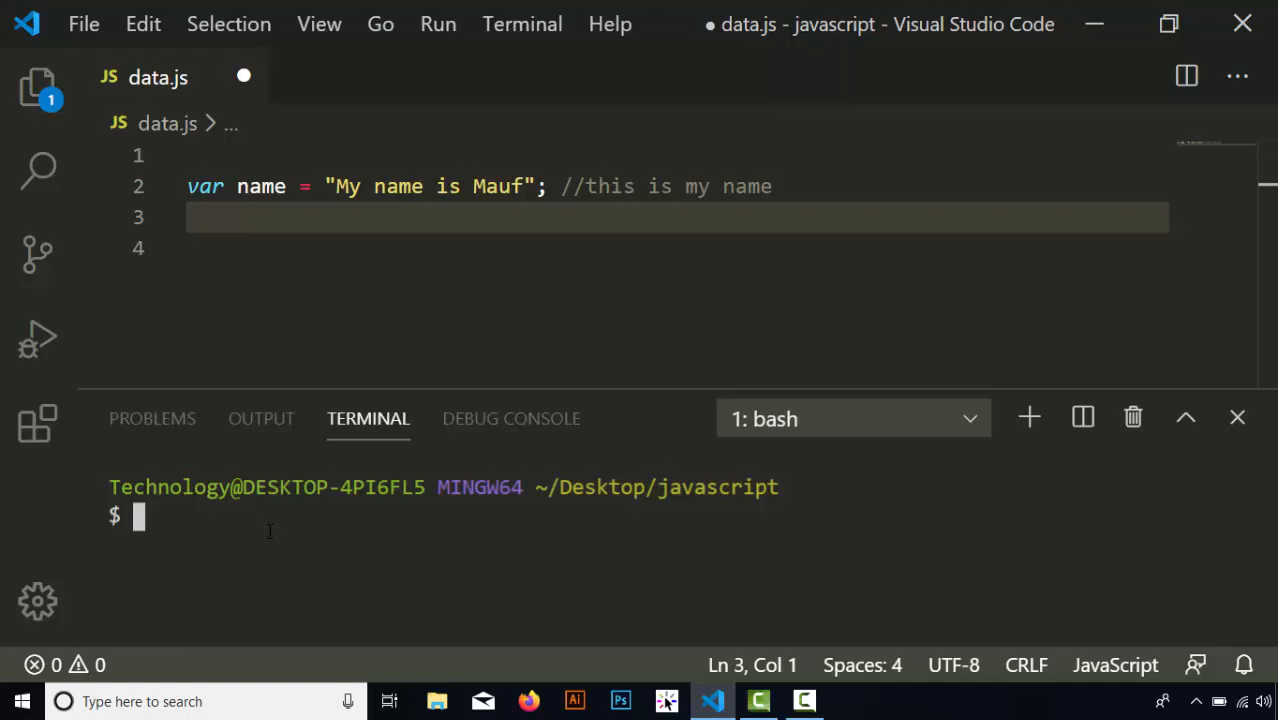 File Edit Selection View Go Run Terminal Help ● data.js - javascript - Visual Studio Code
JS data.js
1
JS data.js > ...
1
2 var name = "My name is Mauf"; //this is my name
3
4
PROBLEMS OUTPUT TERMINAL DEBUG CONSOLE 1: bash
Technology@DESKTOP-4PI6FL5 MINGW64 ~/Desktop/javascript
$
0 0 Ln 3, Col 1 Spaces: 4 UTF-8 CRLF JavaScript
Type here to search Ai Ps